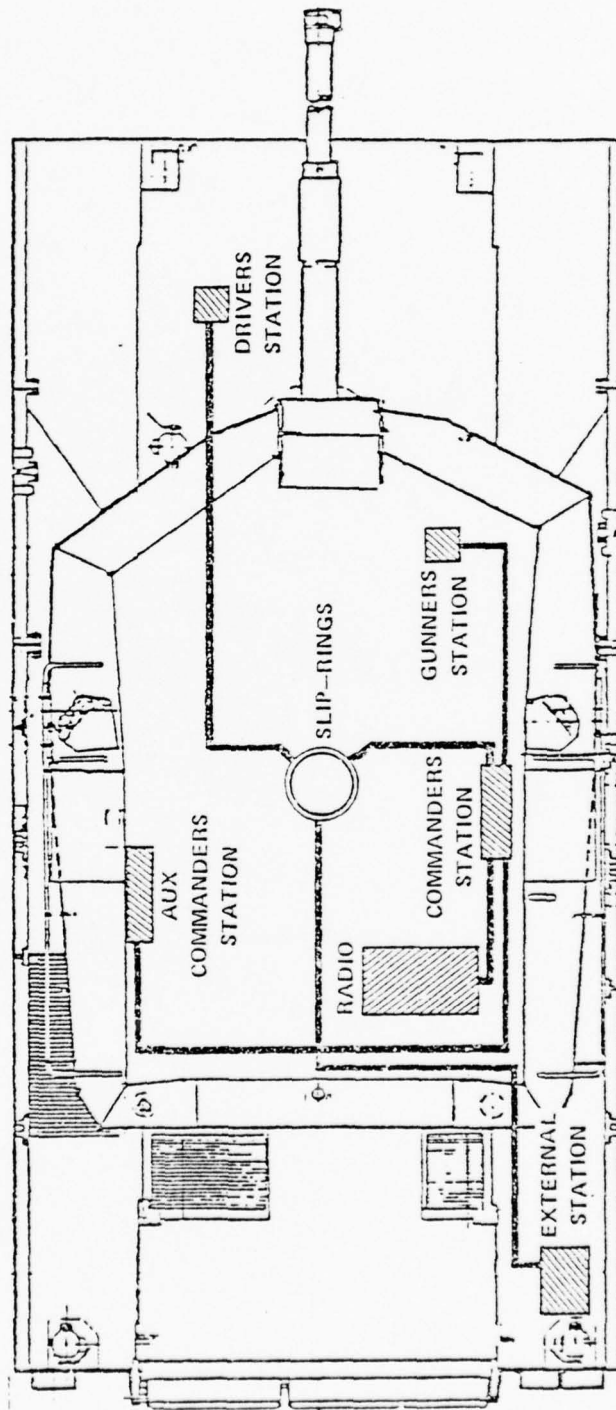 DRIVERS
STATION
SLIP-RINGS
GUNNERS
STATION
AUX
COMMANDERS
STATION
COMMANDERS
STATION
RADIO
EXTERNAL
STATION